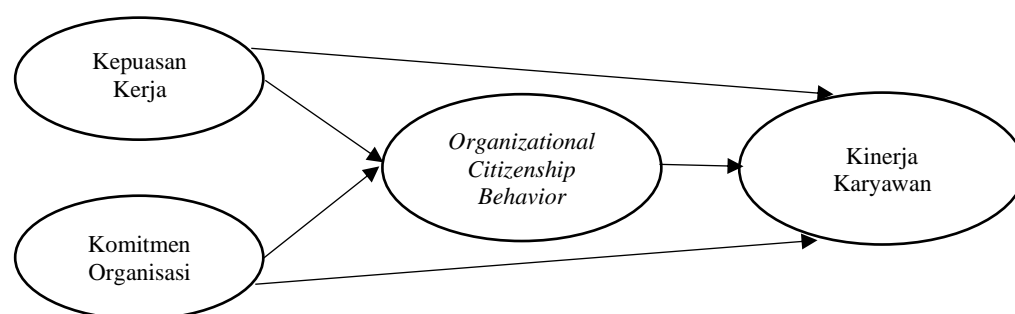 Kepuasan
Kerja
Organizational
Citizenship
Behavior
Kinerja
Karyawan
Komitmen
Organisasi